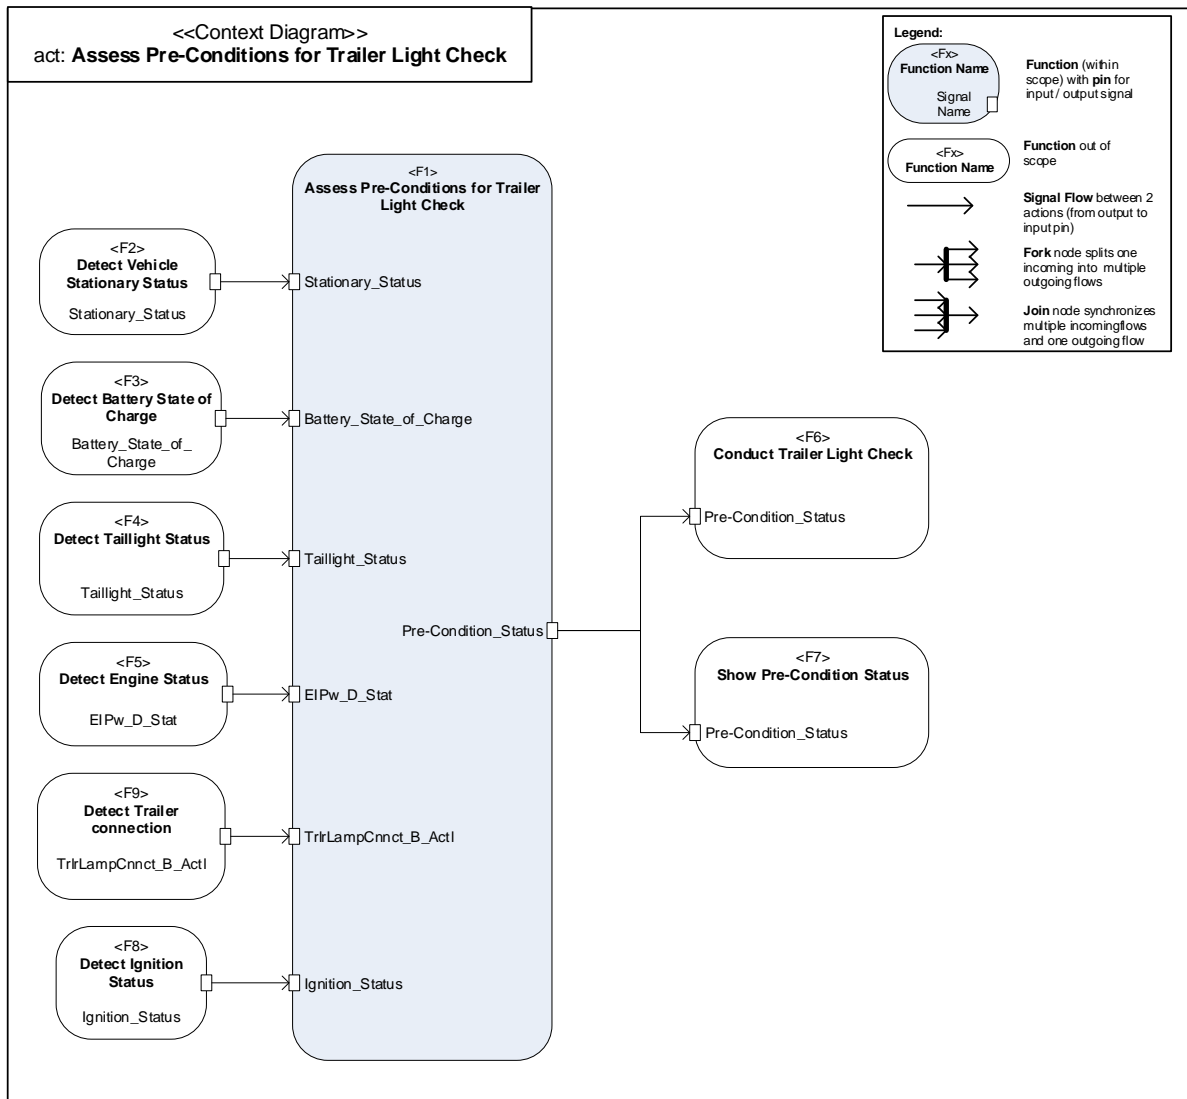 <<Context Diagram>>
act: Assess Pre-Conditions for Trailer Light Check
Legend:
<Fx>
Function Name
Signal
Name
Function (within
scope) with pin for
input / output signal
<Fx>
Function Name
Function out of
scope
Signal Flow between 2
actions (from output to
input pin)
Fork node splits one
incoming into multiple
outgoing flows
Join node synchronizes
multiple incomingflows
and one outgoing flow
<F1>
Assess Pre-Conditions for Trailer
Light Check
<F2>
Detect Vehicle
Stationary Status
Stationary_Status
Stationary_Status
<F3>
Detect Battery State of
Charge
Battery_State_of_
Charge
Battery_State_of_Charge
<F4>
Detect Taillight Status
Taillight_Status
Taillight_Status
<F5>
Detect Engine Status
ElPw_D_Stat
ElPw_D_Stat
<F9>
Detect Trailer
connection
TrlrLampCnnct_B_Actl
TrlrLampCnnct_B_Actl
<F8>
Detect Ignition
Status
Ignition_Status
Ignition_Status
Pre-Condition_Status
<F6>
Conduct Trailer Light Check
Pre-Condition_Status
<F7>
Show Pre-Condition Status
Pre-Condition_Status